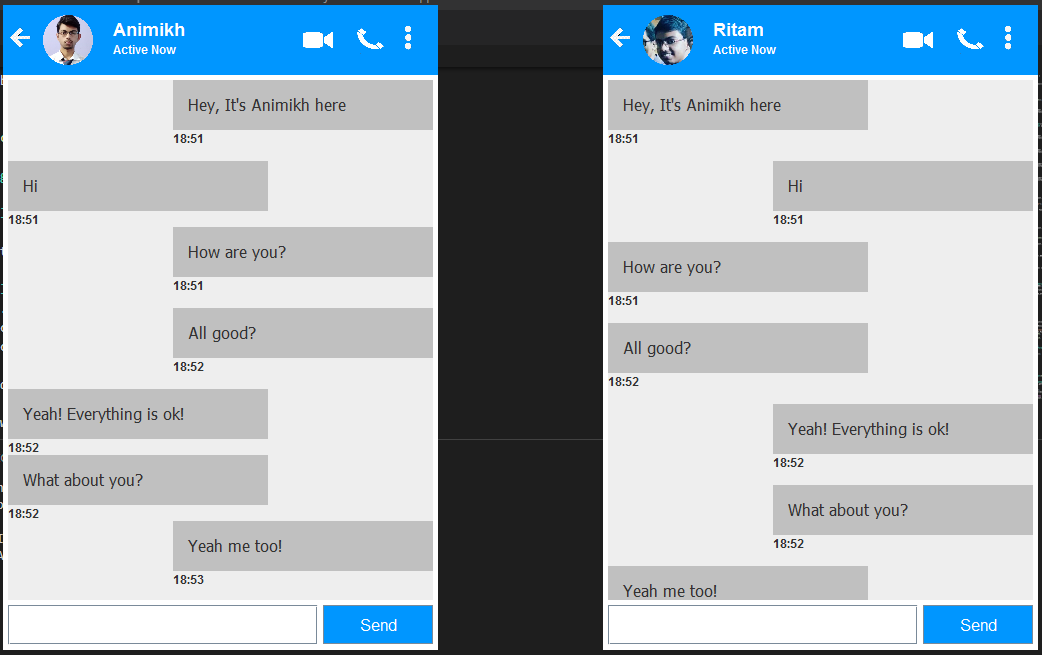 Animikh
Active Now
Hey, It's Animikh here
18:51
Hi
18:51
How are you?
18:51
All good?
18:52
Yeah! Everything is ok!
18:52
What about you?
18:52
Yeah me too!
18:53
Send
Ritam
Active Now
Hey, It's Animikh here
18:51
Hi
18:51
How are you?
18:51
All good?
18:52
Yeah! Everything is ok!
18:52
What about you?
18:52
Yeah me too!
Send